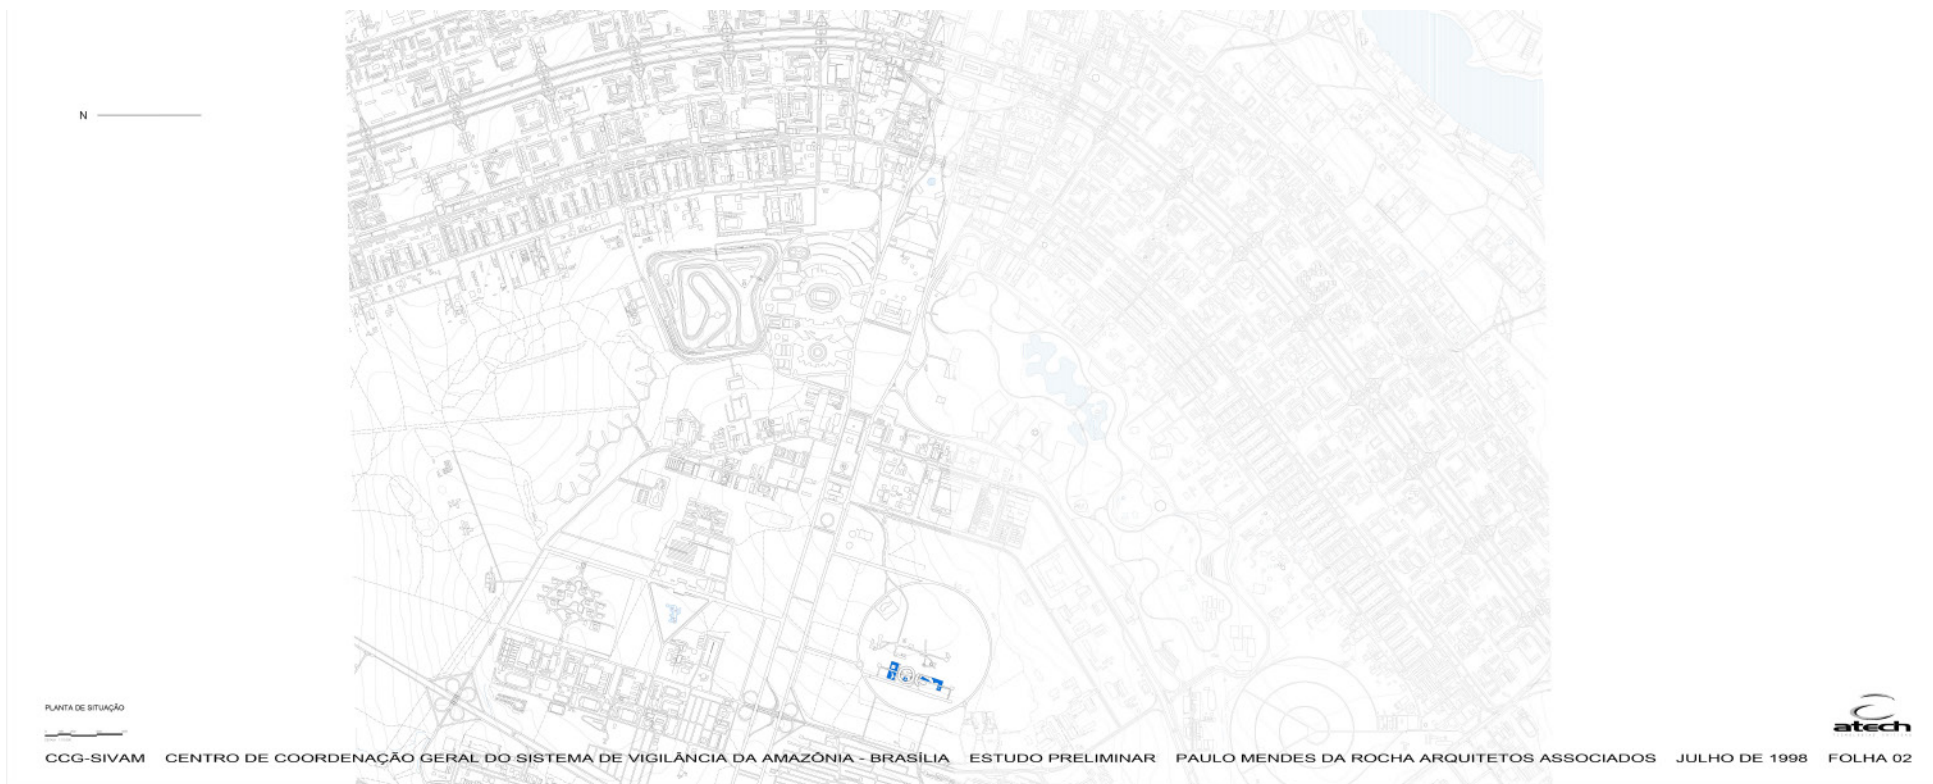 N
PLANTA DE SITUAÇÃO
CCG-SIVAM CENTRO DE COORDENAÇÃO GERAL DO SISTEMA DE VIGILÂNCIA DA AMAZÔNIA - BRASÍLIA ESTUDO PRELIMINAR PAULO MENDES DA ROCHA ARQUITETOS ASSOCIADOS JULHO DE 1998 FOLHA 02
atech